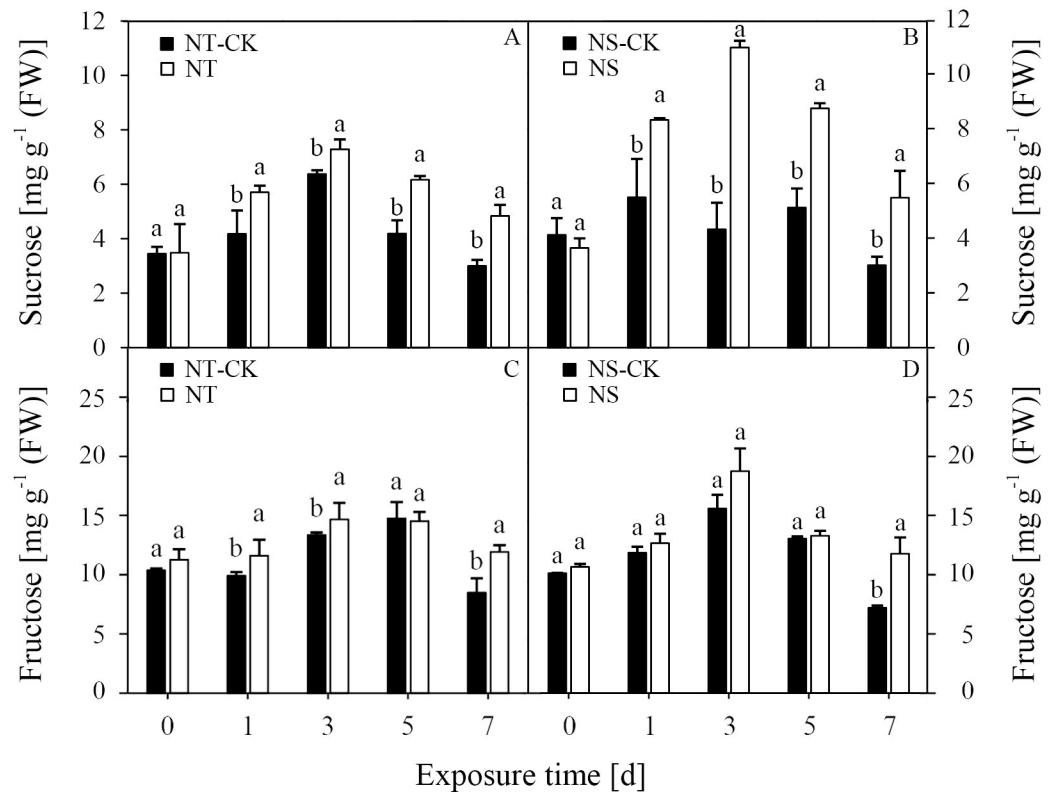 Sucrose [mg g⁻¹ (FW)]
12
10
8
6
4
2
0
NT-CK
NT
A
a a b a b a b a b a
NS-CK
NS
B
a a b a b a b a b a
12
10
8
6
4
2
0
Sucrose [mg g⁻¹ (FW)]
Fructose [mg g⁻¹ (FW)]
25
20
15
10
5
0
NT-CK
NT
C
a a b a b a a a b a
NS-CK
NS
D
a a a a a a a a b a
25
20
15
10
5
0
Fructose [mg g⁻¹ (FW)]
0 1 3 5 7 0 1 3 5 7
Exposure time [d]